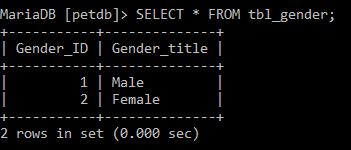 MariaDB [petdb]> SELECT * FROM tbl_gender;
+-----------+--------------+
| Gender_ID | Gender_title |
+-----------+--------------+
|         1 | Male         |
|         2 | Female       |
+-----------+--------------+
2 rows in set (0.000 sec)